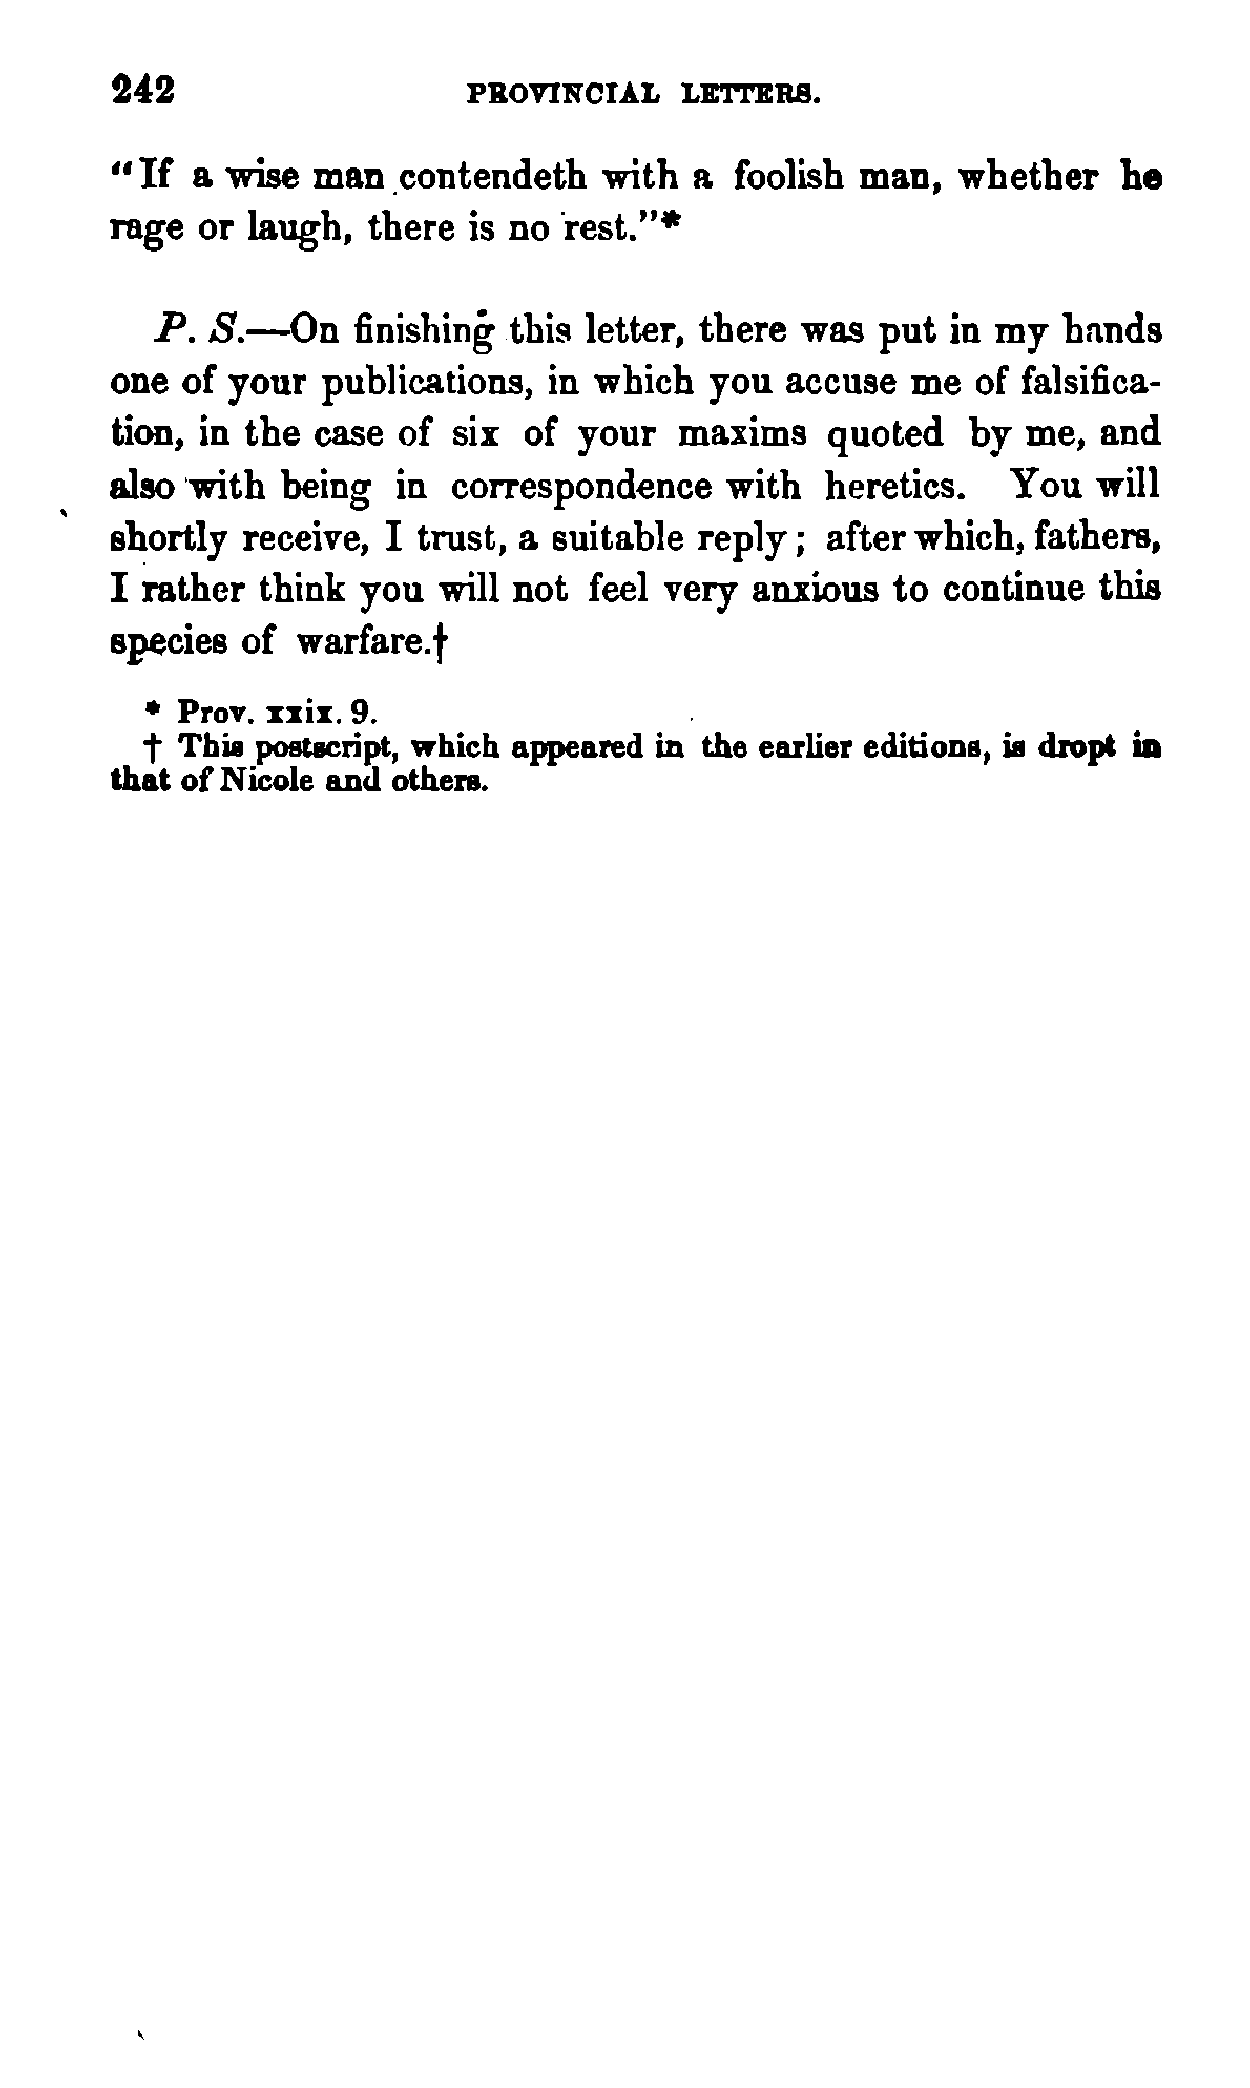 242 PROVINCIAL LETTERS.
"If a wise man contendeth with a foolish man, whether he
rage or laugh, there is no rest."*
P. S.—On finishing this letter, there was put in my hands
one of your publications, in which you accuse me of falsifica-
tion, in the case of six of your maxims quoted by me, and
also with being in correspondence with heretics. You will
shortly receive, I trust, a suitable reply; after which, fathers,
I rather think you will not feel very anxious to continue this
species of warfare.†
* Prov. xxix. 9.
† This postscript, which appeared in the earlier editions, is dropt in
that of Nicole and others.